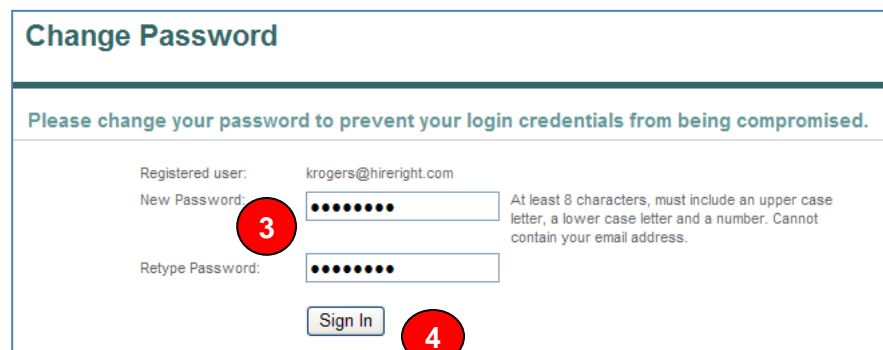 Change Password
Please change your password to prevent your login credentials from being compromised.
Registered user: krogers@hireright.com
New Password: ●●●●●●●● At least 8 characters, must include an upper case
letter, a lower case letter and a number. Cannot
contain your email address.
3
Retype Password: ●●●●●●●●
Sign In
4